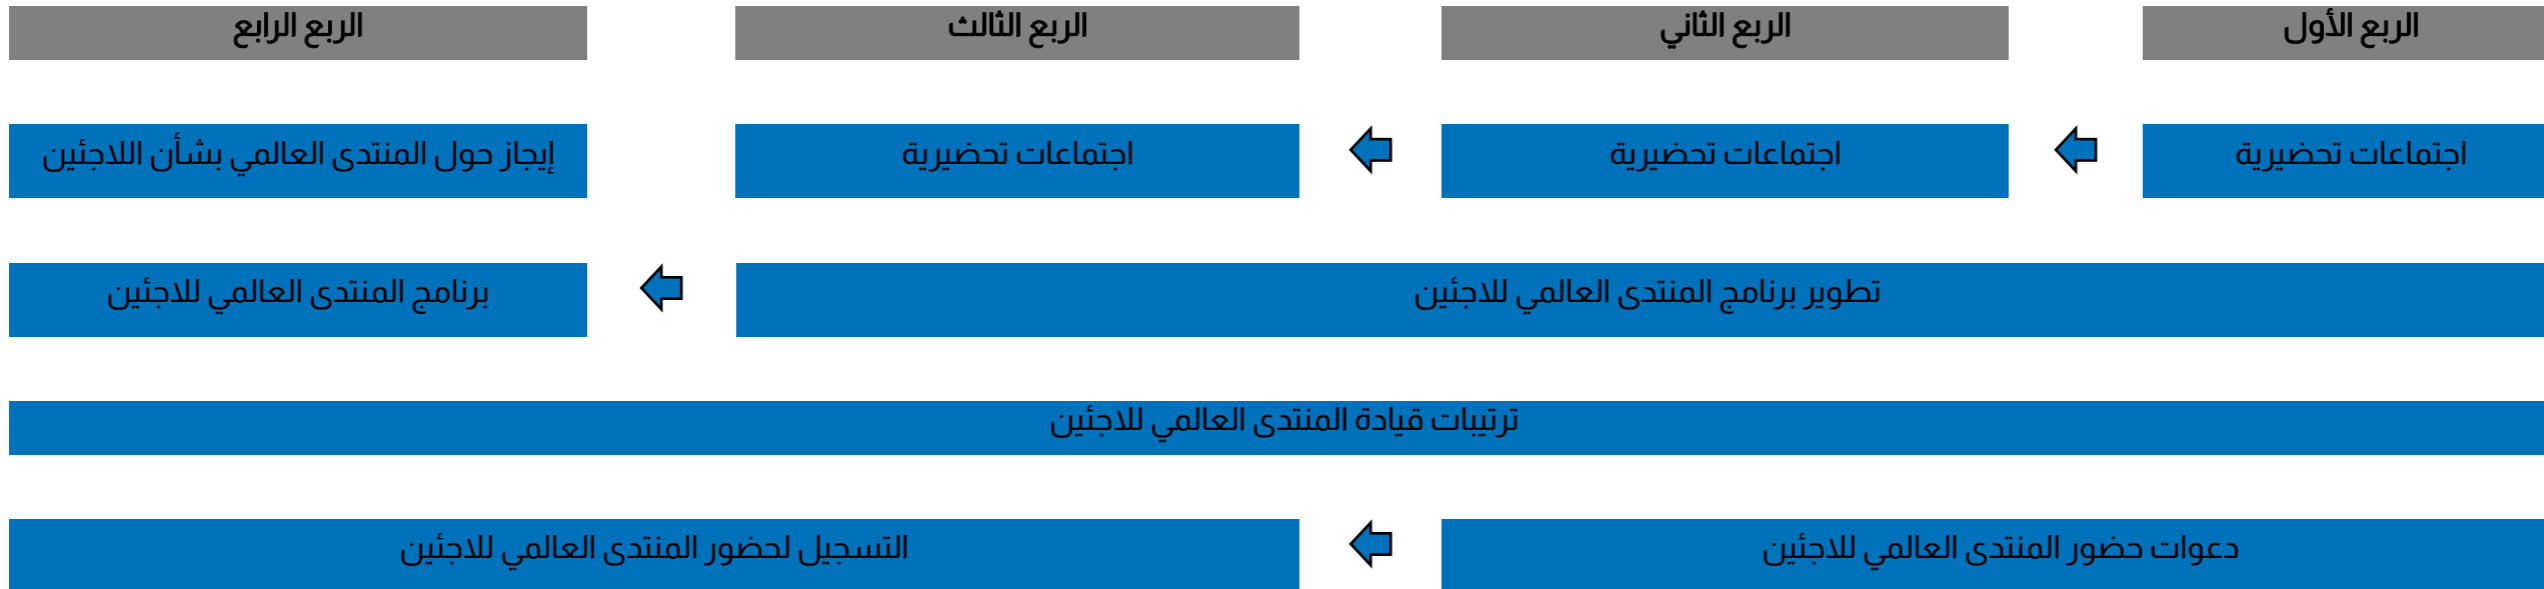 الربع الأول
الربع الثاني
الربع الثالث
الربع الرابع
اجتماعات تحضيرية
اجتماعات تحضيرية
اجتماعات تحضيرية
إيجاز حول المنتدى العالمي بشأن اللاجئين
تطوير برنامج المنتدى العالمي للاجئين
برنامج المنتدى العالمي للاجئين
ترتيبات قيادة المنتدى العالمي للاجئين
دعوات حضور المنتدى العالمي للاجئين
التسجيل لحضور المنتدى العالمي للاجئين